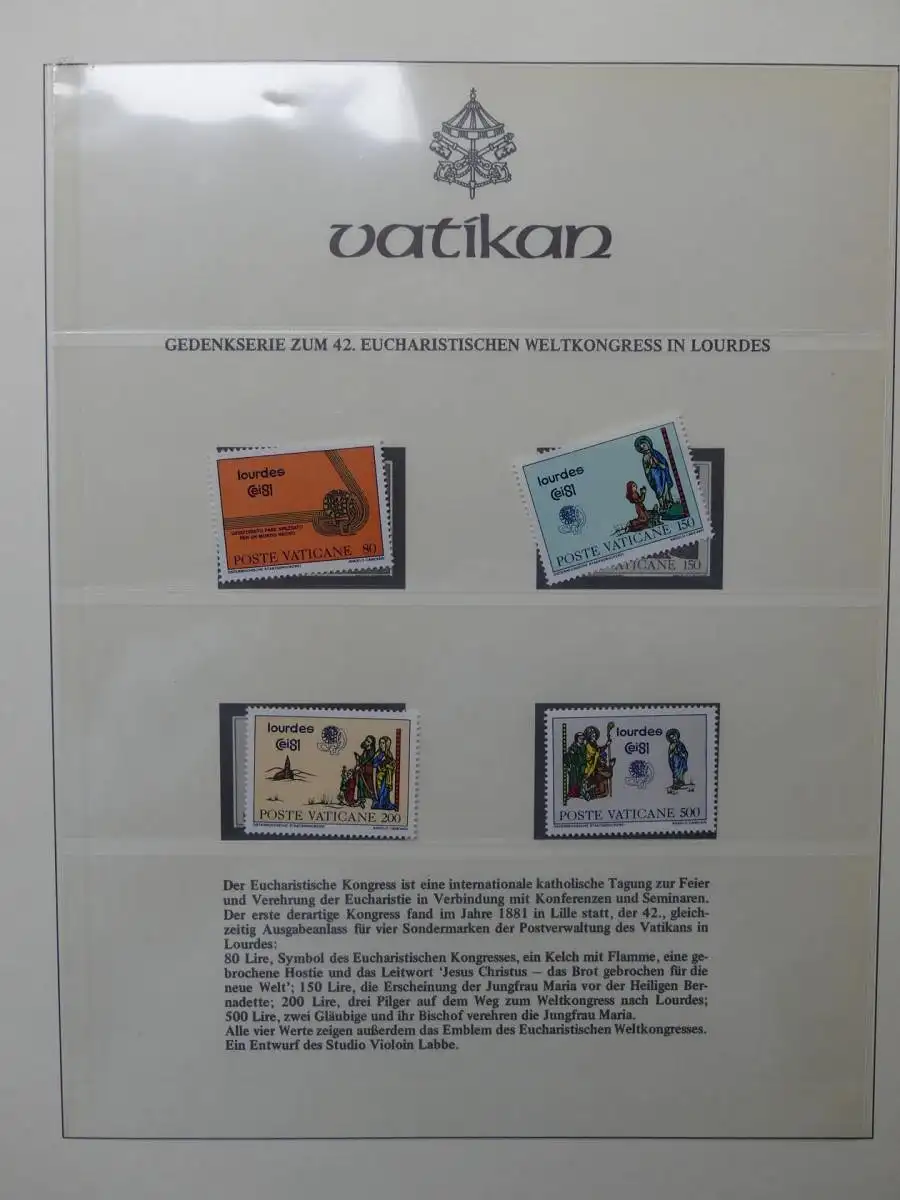 vatikan
GEDENKSERIE ZUM 42. EUCHARISTISCHEN WELTKONGRESS IN LOURDES
lourdes
Cei81
POSTE VATICANE 80
lourdes
Cei81
POSTE VATICANE 150
VATICANE 150
lourdes
Cei81
POSTE VATICANE 200
lourdes
Cei81
POSTE VATICANE 500
Der Eucharistische Kongress ist eine internationale katholische Tagung zur Feier
und Verehrung der Eucharistie in Verbindung mit Konferenzen und Seminaren.
Der erste derartige Kongress fand im Jahre 1881 in Lille statt, der 42., gleich-
zeitig Ausgabeanlass für vier Sondermarken der Postverwaltung des Vatikans in
Lourdes:
80 Lire, Symbol des Eucharistischen Kongresses, ein Kelch mit Flamme, eine ge-
brochene Hostie und das Leitwort ‘Jesus Christus – das Brot gebrochen für die
neue Welt’; 150 Lire, die Erscheinung der Jungfrau Maria vor der Heiligen Ber-
nadette; 200 Lire, drei Pilger auf dem Weg zum Weltkongress nach Lourdes;
500 Lire, zwei Gläubige und ihr Bischof verehren die Jungfrau Maria.
Alle vier Werte zeigen außerdem das Emblem des Eucharistischen Weltkongresses.
Ein Entwurf des Studio Violoin Labbe.